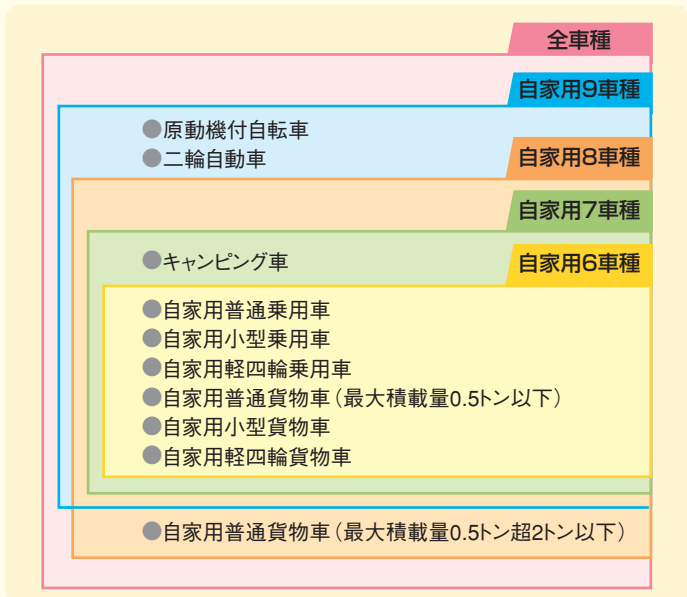 全車種
自家用9車種
●原動機付自転車
●二輪自動車
自家用8車種
自家用7車種
●キャンピング車
自家用6車種
●自家用普通乗用車
●自家用小型乗用車
●自家用軽四輪乗用車
●自家用普通貨物車（最大積載量0.5トン以下）
●自家用小型貨物車
●自家用軽四輪貨物車
●自家用普通貨物車（最大積載量0.5トン超2トン以下）